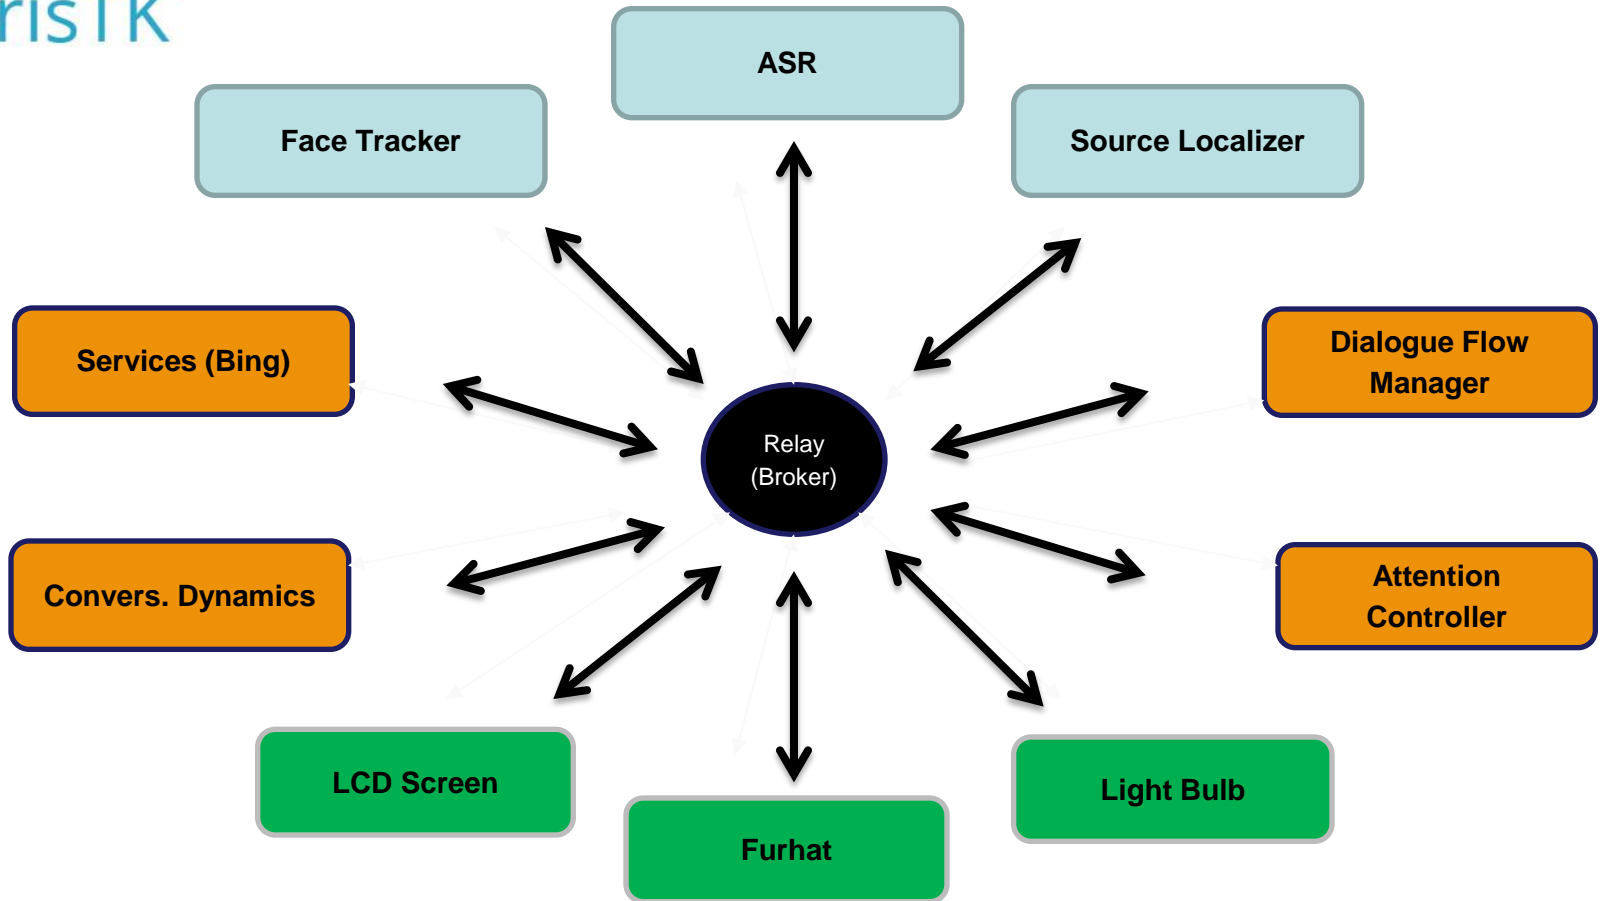 risTK
ASR
Face Tracker
Source Localizer
Services (Bing)
Dialogue Flow
Manager
Relay
(Broker)
Convers. Dynamics
Attention
Controller
LCD Screen
Light Bulb
Furhat